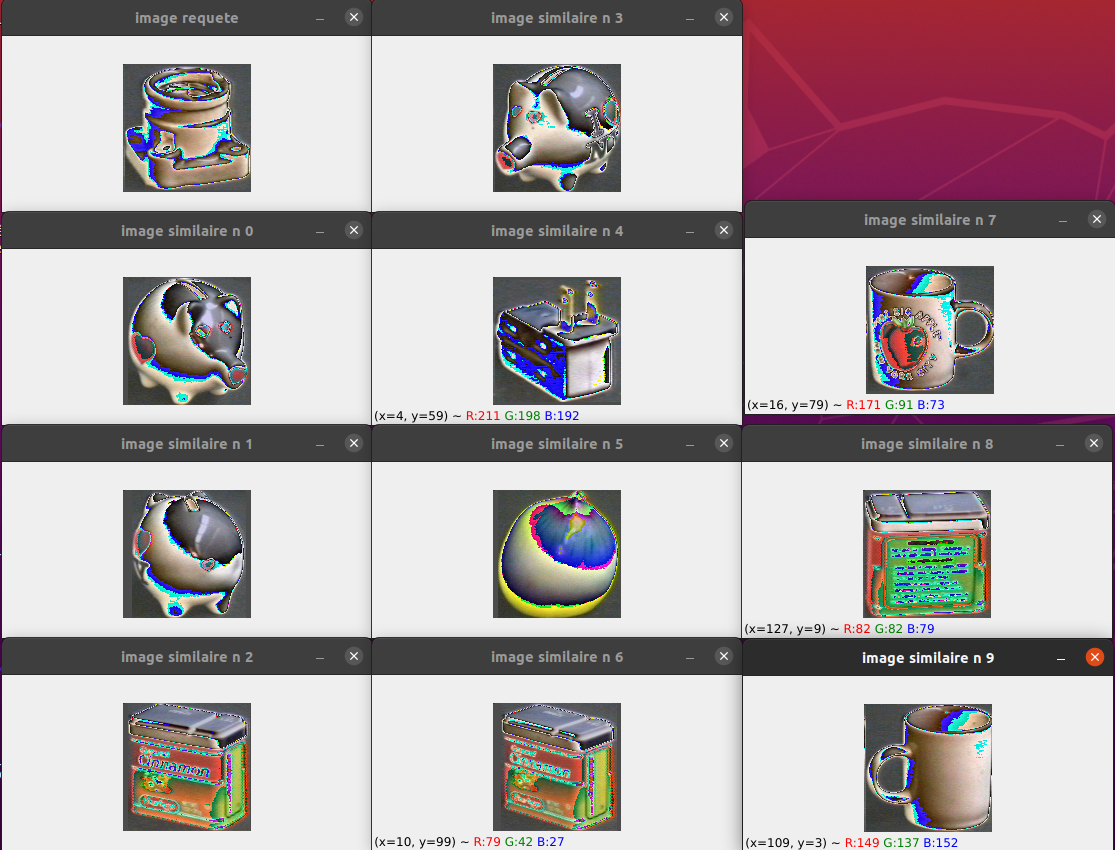 image requete
image similaire n 3
image similaire n 0
image similaire n 4
(x=4, y=59) ~ R:211 G:198 B:192
image similaire n 7
(x=16, y=79) ~ R:171 G:91 B:73
image similaire n 1
image similaire n 5
image similaire n 8
(x=127, y=9) ~ R:82 G:82 B:79
image similaire n 2
Cinnamon
image similaire n 6
Cinnamon
(x=10, y=99) ~ R:79 G:42 B:27
image similaire n 9
(x=109, y=3) ~ R:149 G:137 B:152